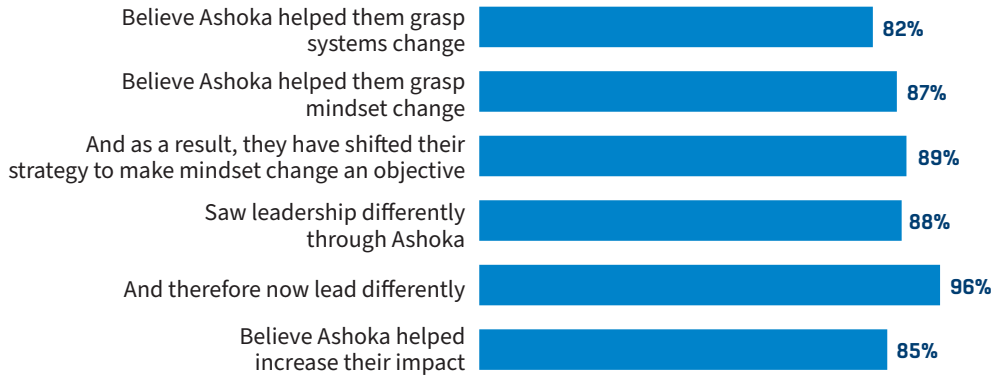 Believe Ashoka helped them grasp
systems change
82%
Believe Ashoka helped them grasp
mindset change
87%
And as a result, they have shifted their
strategy to make mindset change an objective
89%
Saw leadership differently
through Ashoka
88%
And therefore now lead differently
96%
Believe Ashoka helped
increase their impact
85%